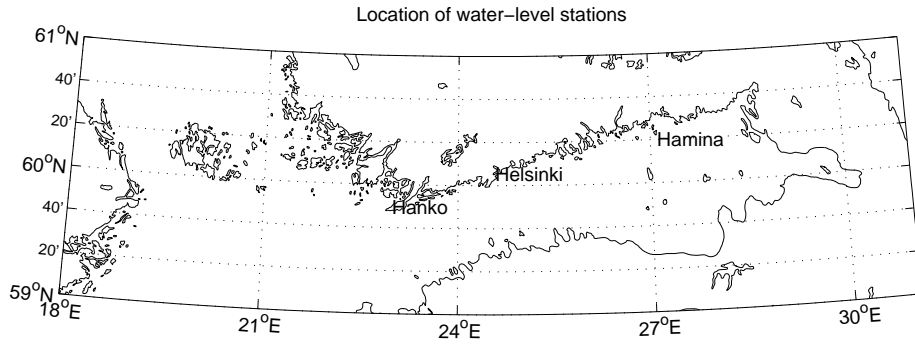 Location of water−level stations
61°N
40'
20'
60°N
40'
20'
59°N
Hamina
Helsinki
Hanko
18°E
21°E
24°E
27°E
30°E